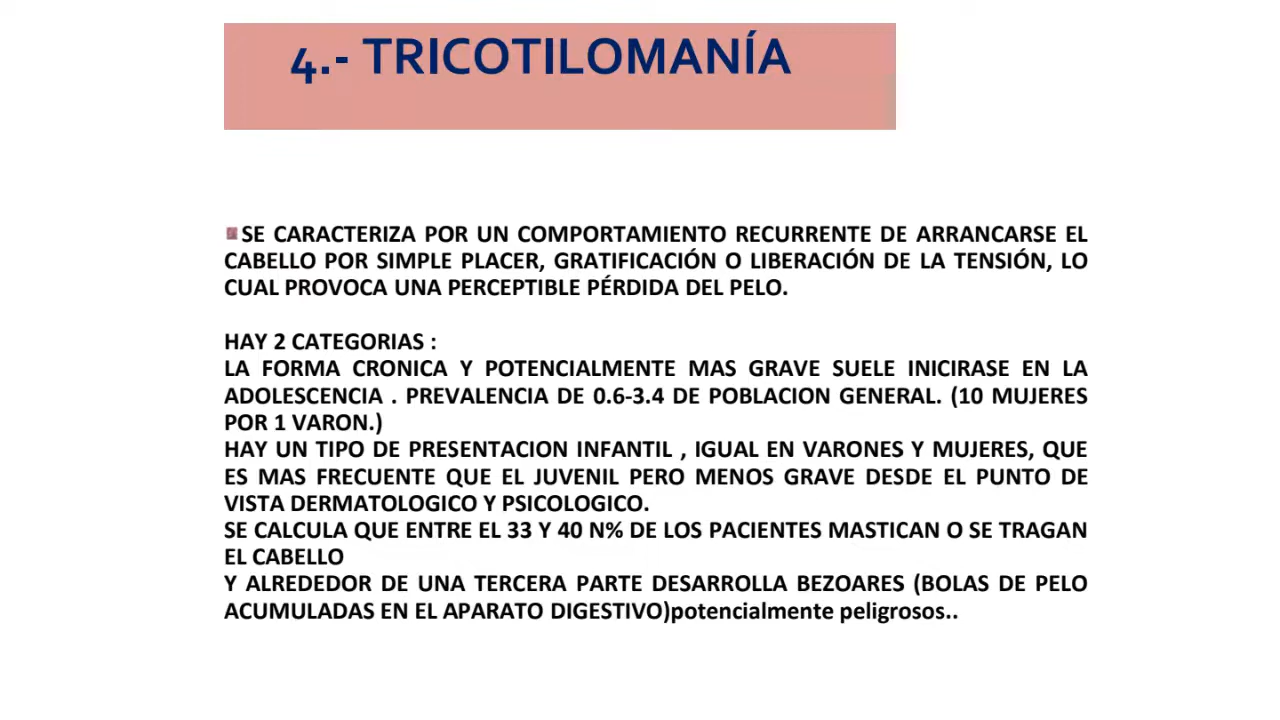 4.- TRICOTILOMANÍA
SE CARACTERIZA POR UN COMPORTAMIENTO RECURRENTE DE ARRANCARSE EL
CABELLO POR SIMPLE PLACER, GRATIFICACIÓN O LIBERACIÓN DE LA TENSIÓN, LO
CUAL PROVOCA UNA PERCEPTIBLE PÉRDIDA DEL PELO.
HAY 2 CATEGORIAS :
LA FORMA CRONICA Y POTENCIALMENTE MAS GRAVE SUELE INICIRASE EN LA
ADOLESCENCIA . PREVALENCIA DE 0.6-3.4 DE POBLACION GENERAL. (10 MUJERES
POR 1 VARON.)
HAY UN TIPO DE PRESENTACION INFANTIL , IGUAL EN VARONES Y MUJERES, QUE
ES MAS FRECUENTE QUE EL JUVENIL PERO MENOS GRAVE DESDE EL PUNTO DE
VISTA DERMATOLOGICO Y PSICOLOGICO.
SE CALCULA QUE ENTRE EL 33 Y 40 N% DE LOS PACIENTES MASTICAN O SE TRAGAN
EL CABELLO
Y ALREDEDOR DE UNA TERCERA PARTE DESARROLLA BEZOARES (BOLAS DE PELO
ACUMULADAS EN EL APARATO DIGESTIVO)potencialmente peligrosos..